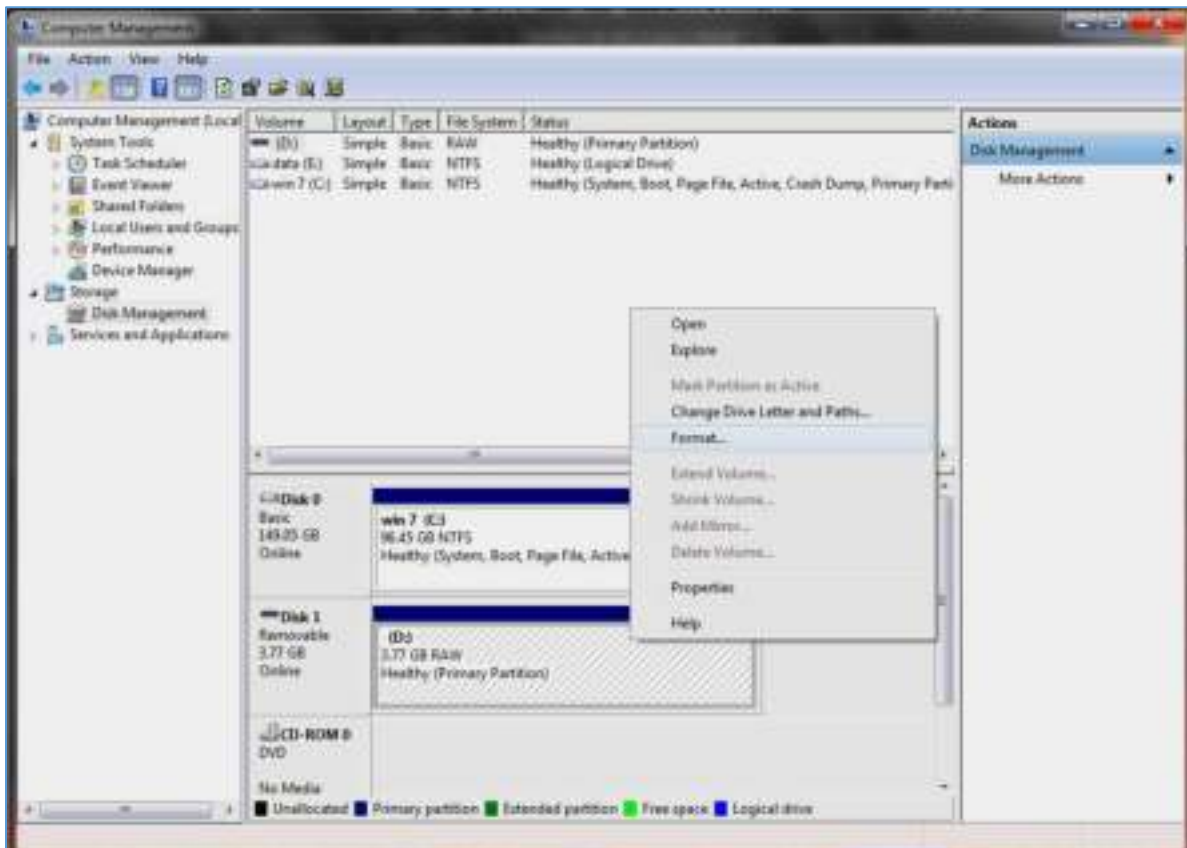 Computer Management
File Action View Help
Computer Management (Local
System Tools
Task Scheduler
Event Viewer
Shared Folders
Local Users and Groups
Performance
Device Manager
Storage
Disk Management
Services and Applications
Volume Layout Type File System Status
(D:) Simple Basic RAW Healthy (Primary Partition)
data (E:) Simple Basic NTFS Healthy (Logical Drive)
win 7 (C:) Simple Basic NTFS Healthy (System, Boot, Page File, Active, Crash Dump, Primary Parti
Actions
Disk Management
More Actions
Open
Explore
Mark Partition as Active
Change Drive Letter and Paths...
Format...
Extend Volume...
Shrink Volume...
Add Mirror...
Delete Volume...
Properties
Help
Disk 0
Basic
149.05 GB
Online
win 7 (C:)
96.45 GB NTFS
Healthy (System, Boot, Page File, Active
Disk 1
Removable
3.77 GB
Online
(D:)
3.77 GB RAW
Healthy (Primary Partition)
CD-ROM 0
DVD
No Media
Unallocated Primary partition Extended partition Free space Logical drive